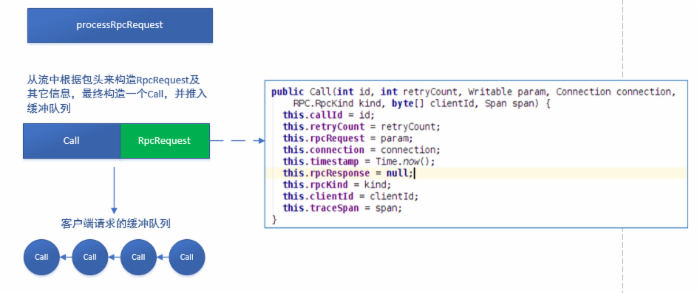 processRpcRequest
从流中根据包头来构造RpcRequest及
其它信息，最终构造一个Call，并推入
缓冲队列
Call
RpcRequest
public Call(int id, int retryCount, Writable param, Connection connection,
RPC.RpcKind kind, byte[] clientId, Span span) {
this.callId = id;
this.retryCount = retryCount;
this.rpcRequest = param;
this.connection = connection;
this.timestamp = Time.now();
this.rpcResponse = null;
this.rpcKind = kind;
this.clientId = clientId;
this.traceSpan = span;
}
客户端请求的缓冲队列
Call
Call
Call
Call